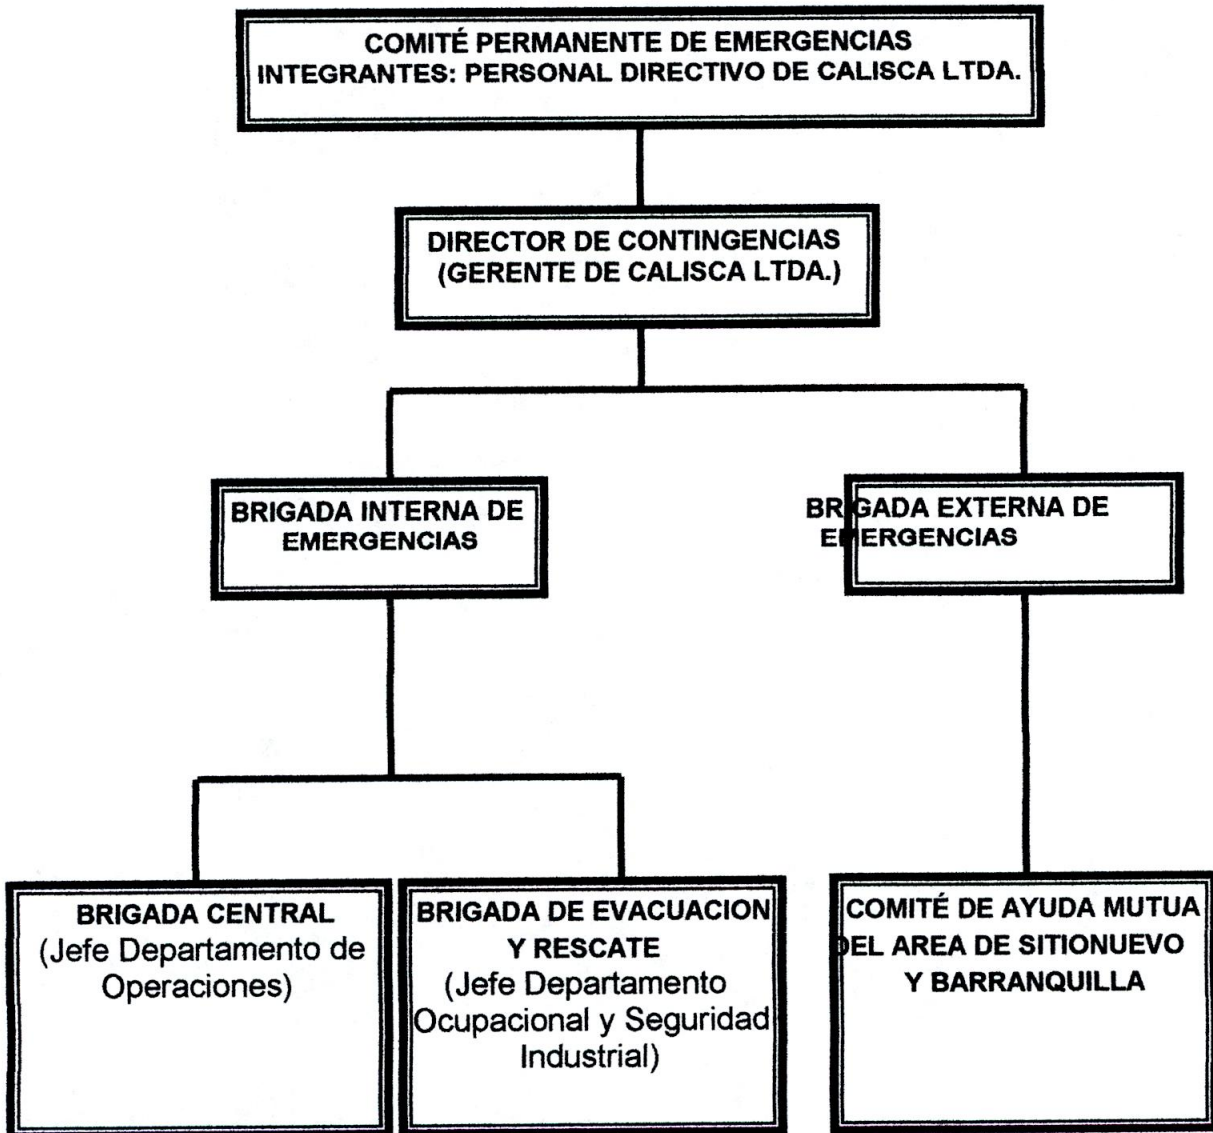 COMITÉ PERMANENTE DE EMERGENCIAS
INTEGRANTES: PERSONAL DIRECTIVO DE CALISCA LTDA.
DIRECTOR DE CONTINGENCIAS
(GERENTE DE CALISCA LTDA.)
BRIGADA INTERNA DE
EMERGENCIAS
BRIGADA EXTERNA DE
EMERGENCIAS
BRIGADA CENTRAL
(Jefe Departamento de
Operaciones)
BRIGADA DE EVACUACION
Y RESCATE
(Jefe Departamento
Ocupacional y Seguridad
Industrial)
COMITÉ DE AYUDA MUTUA
DEL AREA DE SITIONUEVO
Y BARRANQUILLA